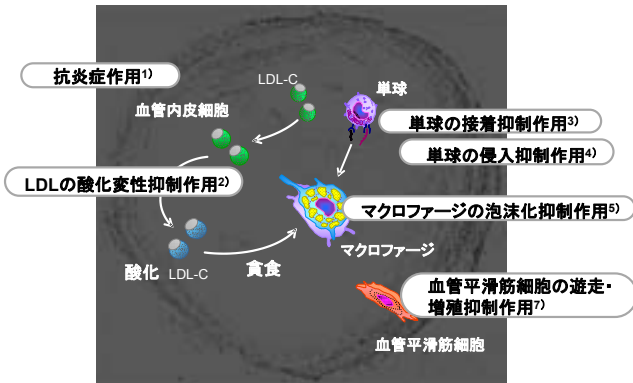 抗炎症作用1)
LDL-C
単球
血管内皮細胞
単球の接着抑制作用3)
単球の侵入抑制作用4)
LDLの酸化変性抑制作用2)
マクロファージの泡沫化抑制作用5)
マクロファージ
酸化 LDL-C
貪食
血管平滑筋細胞の遊走・
増殖抑制作用7)
血管平滑筋細胞